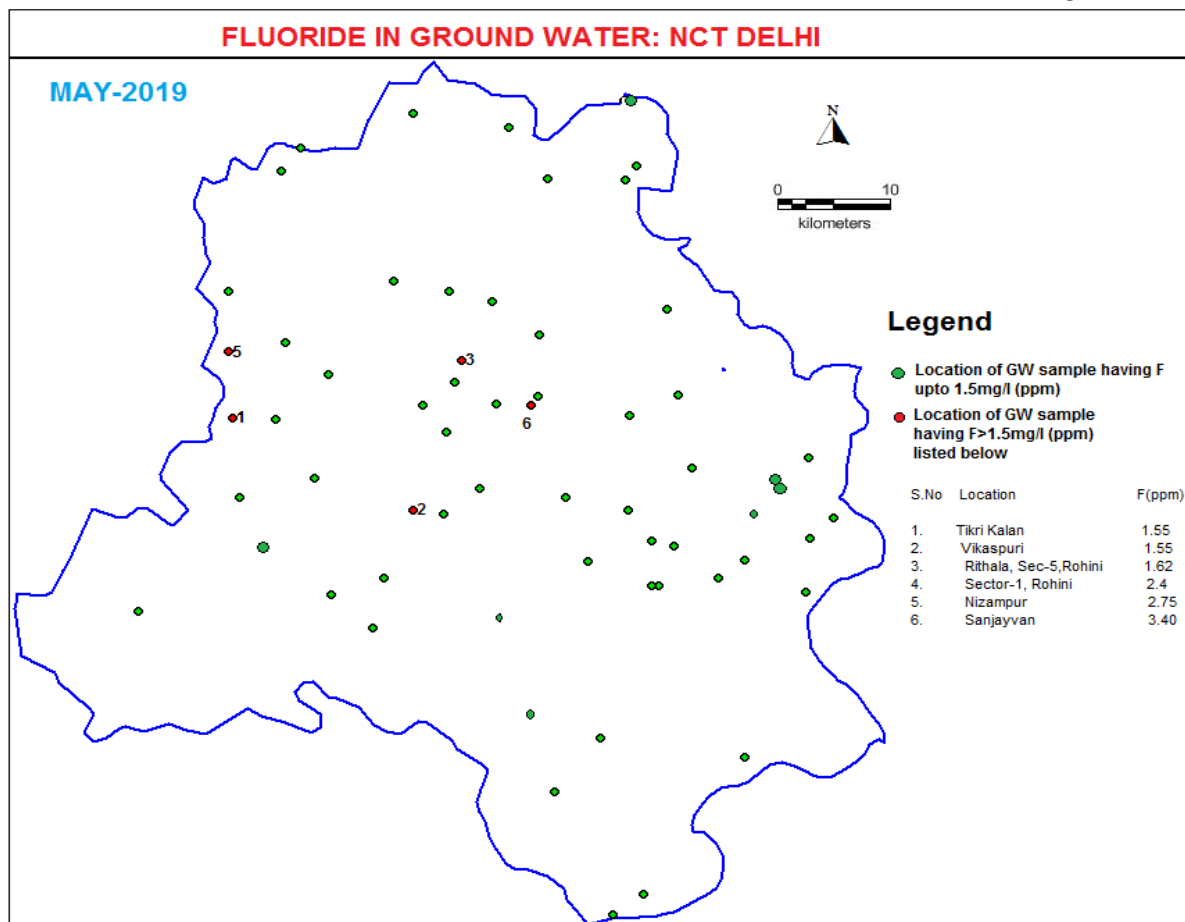 FLUORIDE IN GROUND WATER: NCT DELHI
MAY-2019
N
0 10
kilometers
5
3
1
6
2
Legend
Location of GW sample having F
upto 1.5mg/l (ppm)
Location of GW sample
having F>1.5mg/l (ppm)
listed below
S.No Location F(ppm)
1. Tikri Kalan 1.55
2. Vikaspuri 1.55
3. Rithala, Sec-5,Rohini 1.62
4. Sector-1, Rohini 2.4
5. Nizampur 2.75
6. Sanjayvan 3.40